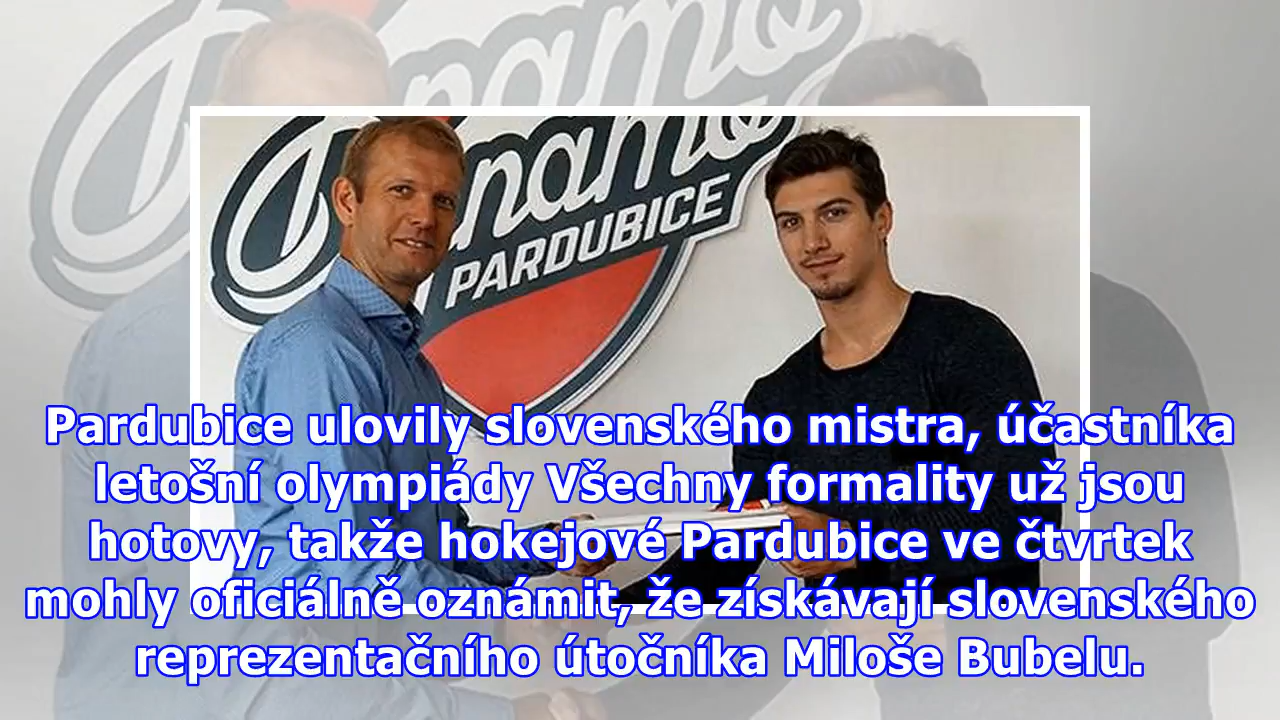 Dynamo
PARDUBICE
Pardubice ulovily slovenského mistra, účastníka
letošní olympiády Všechny formality už jsou
hotovy, takže hokejové Pardubice ve čtvrtek
mohly oficiálně oznámit, že získávají slovenského
reprezentačního útočníka Miloše Bubelu.